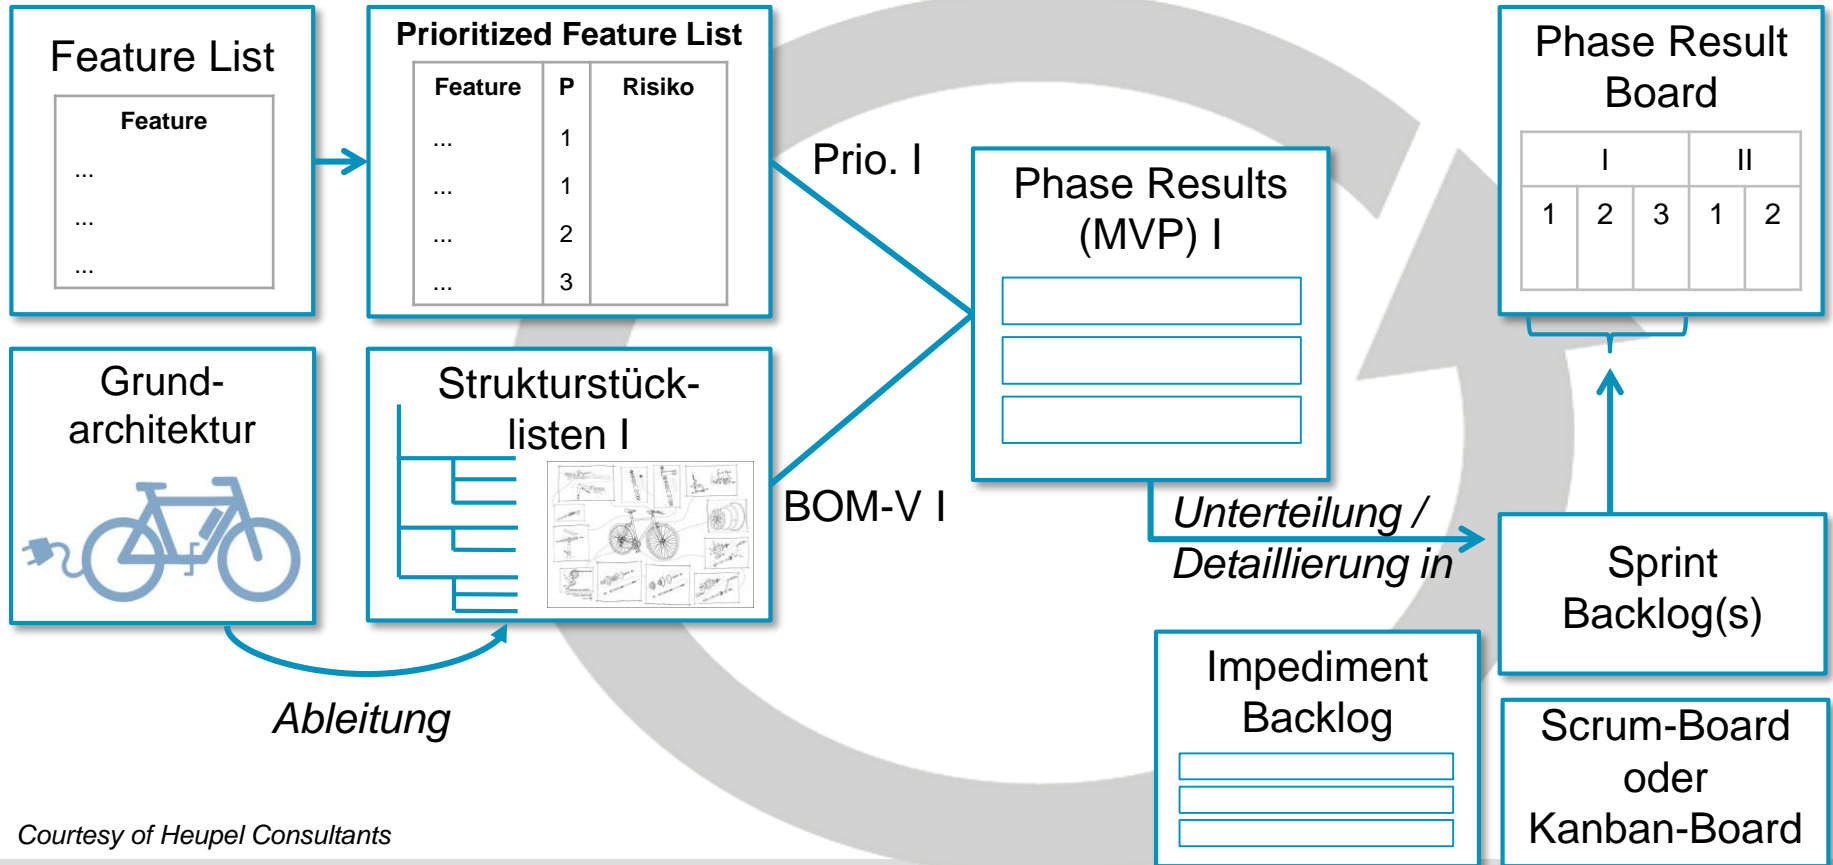 Feature List
Feature
...
...
...
Prioritized Feature List
Feature P Risiko
... 1
... 1
... 2
... 3
Prio. I
Phase Results
(MVP) I
Phase Result
Board
I II
1 2 3 1 2
Grund-
architektur
Strukturstück-
listen I
BOM-V I
Ableitung
Unterteilung /
Detaillierung in
Sprint
Backlog(s)
Impediment
Backlog
Scrum-Board
oder
Kanban-Board
Courtesy of Heupel Consultants